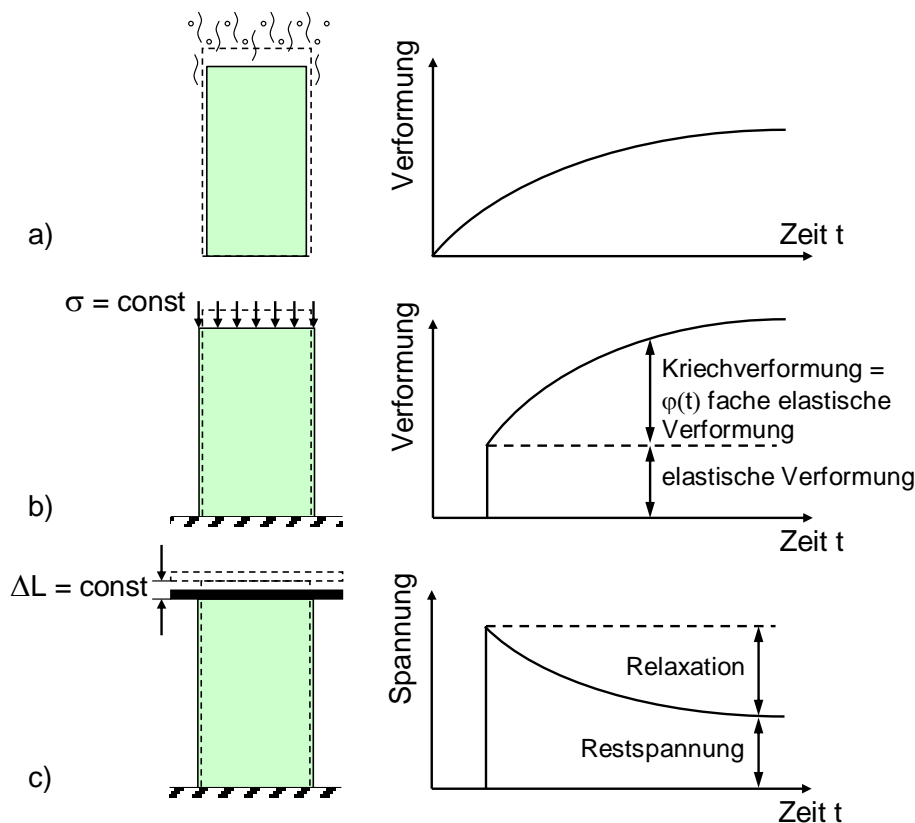 Verformung
Zeit t
a)
σ = const
Verformung
Kriechverformung =
φ(t) fache elastische
Verformung
elastische Verformung
b)
Zeit t
ΔL = const
Spannung
Relaxation
Restspannung
c)
Zeit t